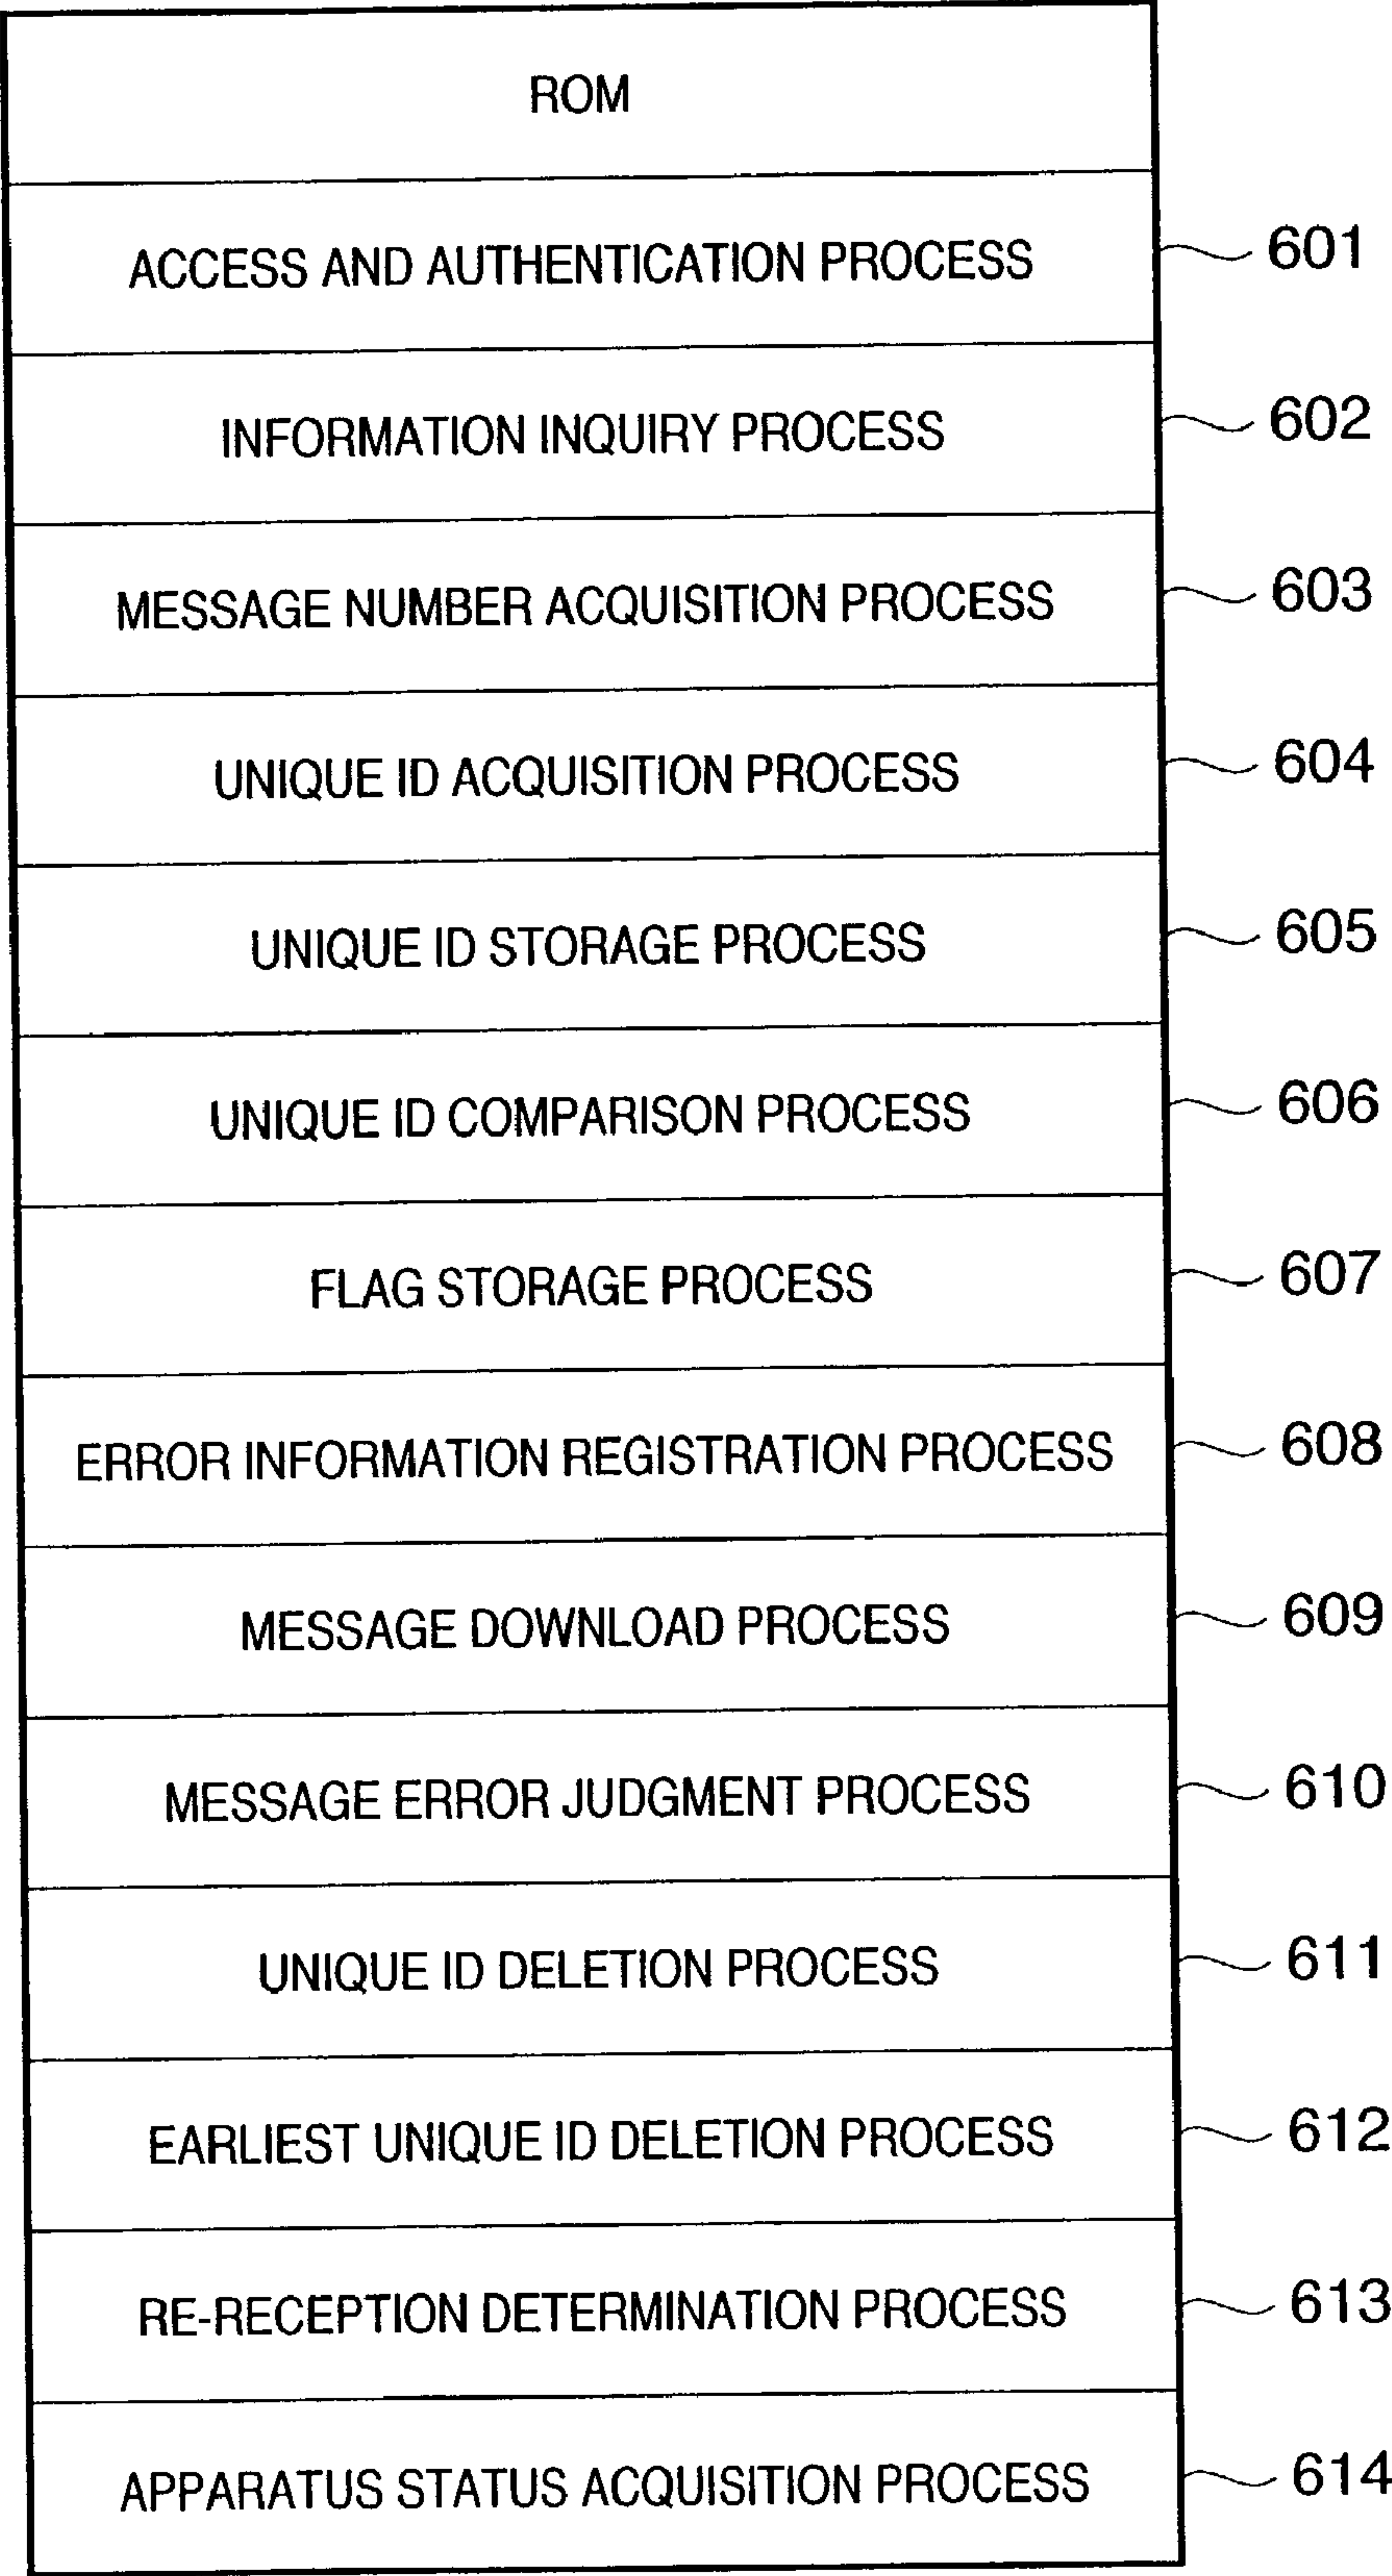 ROM
ACCESS AND AUTHENTICATION PROCESS 601
INFORMATION INQUIRY PROCESS 602
MESSAGE NUMBER ACQUISITION PROCESS 603
UNIQUE ID ACQUISITION PROCESS 604
UNIQUE ID STORAGE PROCESS 605
UNIQUE ID COMPARISON PROCESS 606
FLAG STORAGE PROCESS 607
ERROR INFORMATION REGISTRATION PROCESS 608
MESSAGE DOWNLOAD PROCESS 609
MESSAGE ERROR JUDGMENT PROCESS 610
UNIQUE ID DELETION PROCESS 611
EARLIEST UNIQUE ID DELETION PROCESS 612
RE-RECEPTION DETERMINATION PROCESS 613
APPARATUS STATUS ACQUISITION PROCESS 614